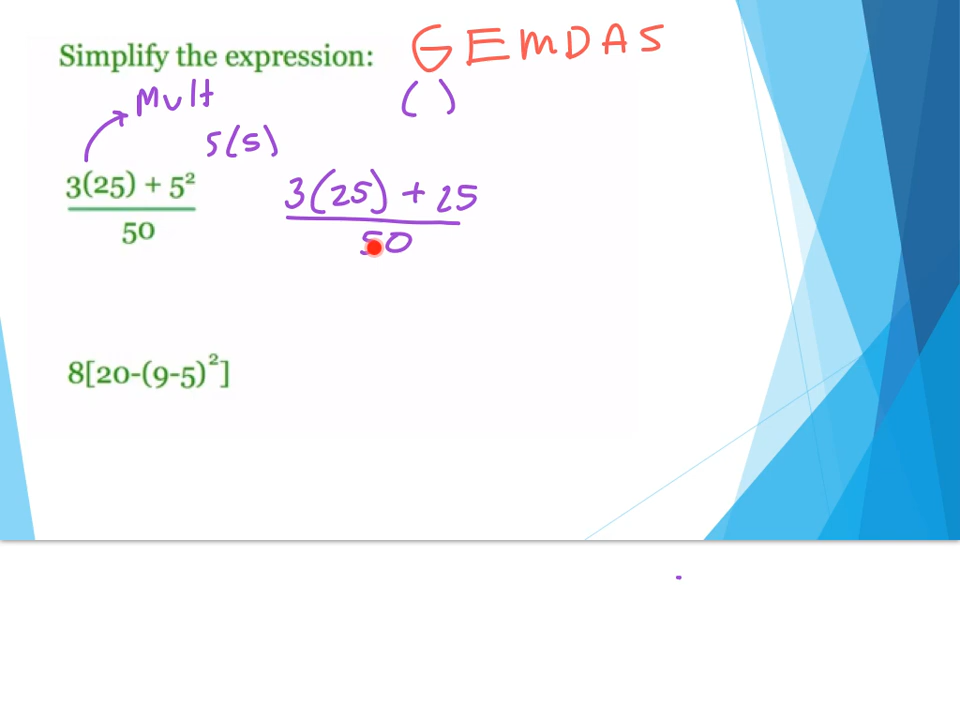 Simplify the expression: GEMDAS
Mult ( )
5(5)
3(25) + 5²
50
3(25) + 25
50
8[20-(9-5)²]